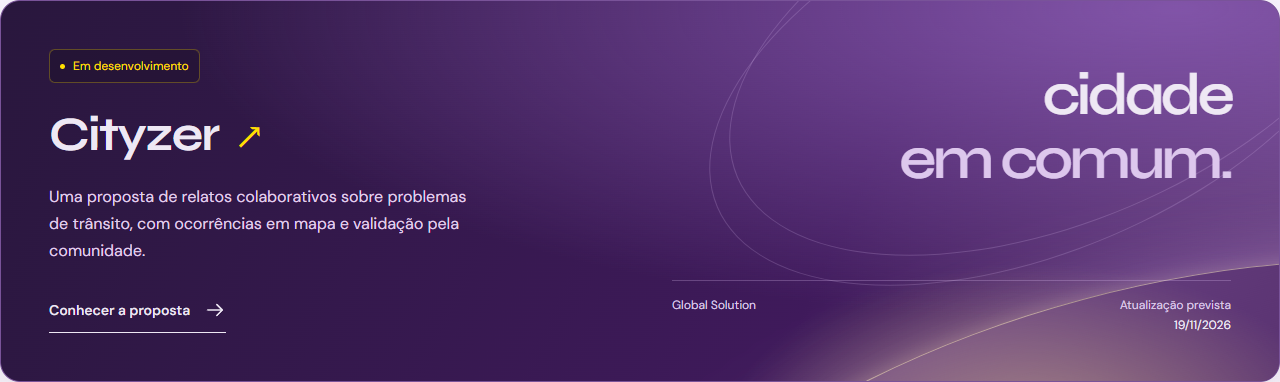 Em desenvolvimento
Cityzer ↗
Uma proposta de relatos colaborativos sobre problemas
de trânsito, com ocorrências em mapa e validação pela
comunidade.
Conhecer a proposta →
cidade
em comum.
Global Solution
Atualização prevista
19/11/2026